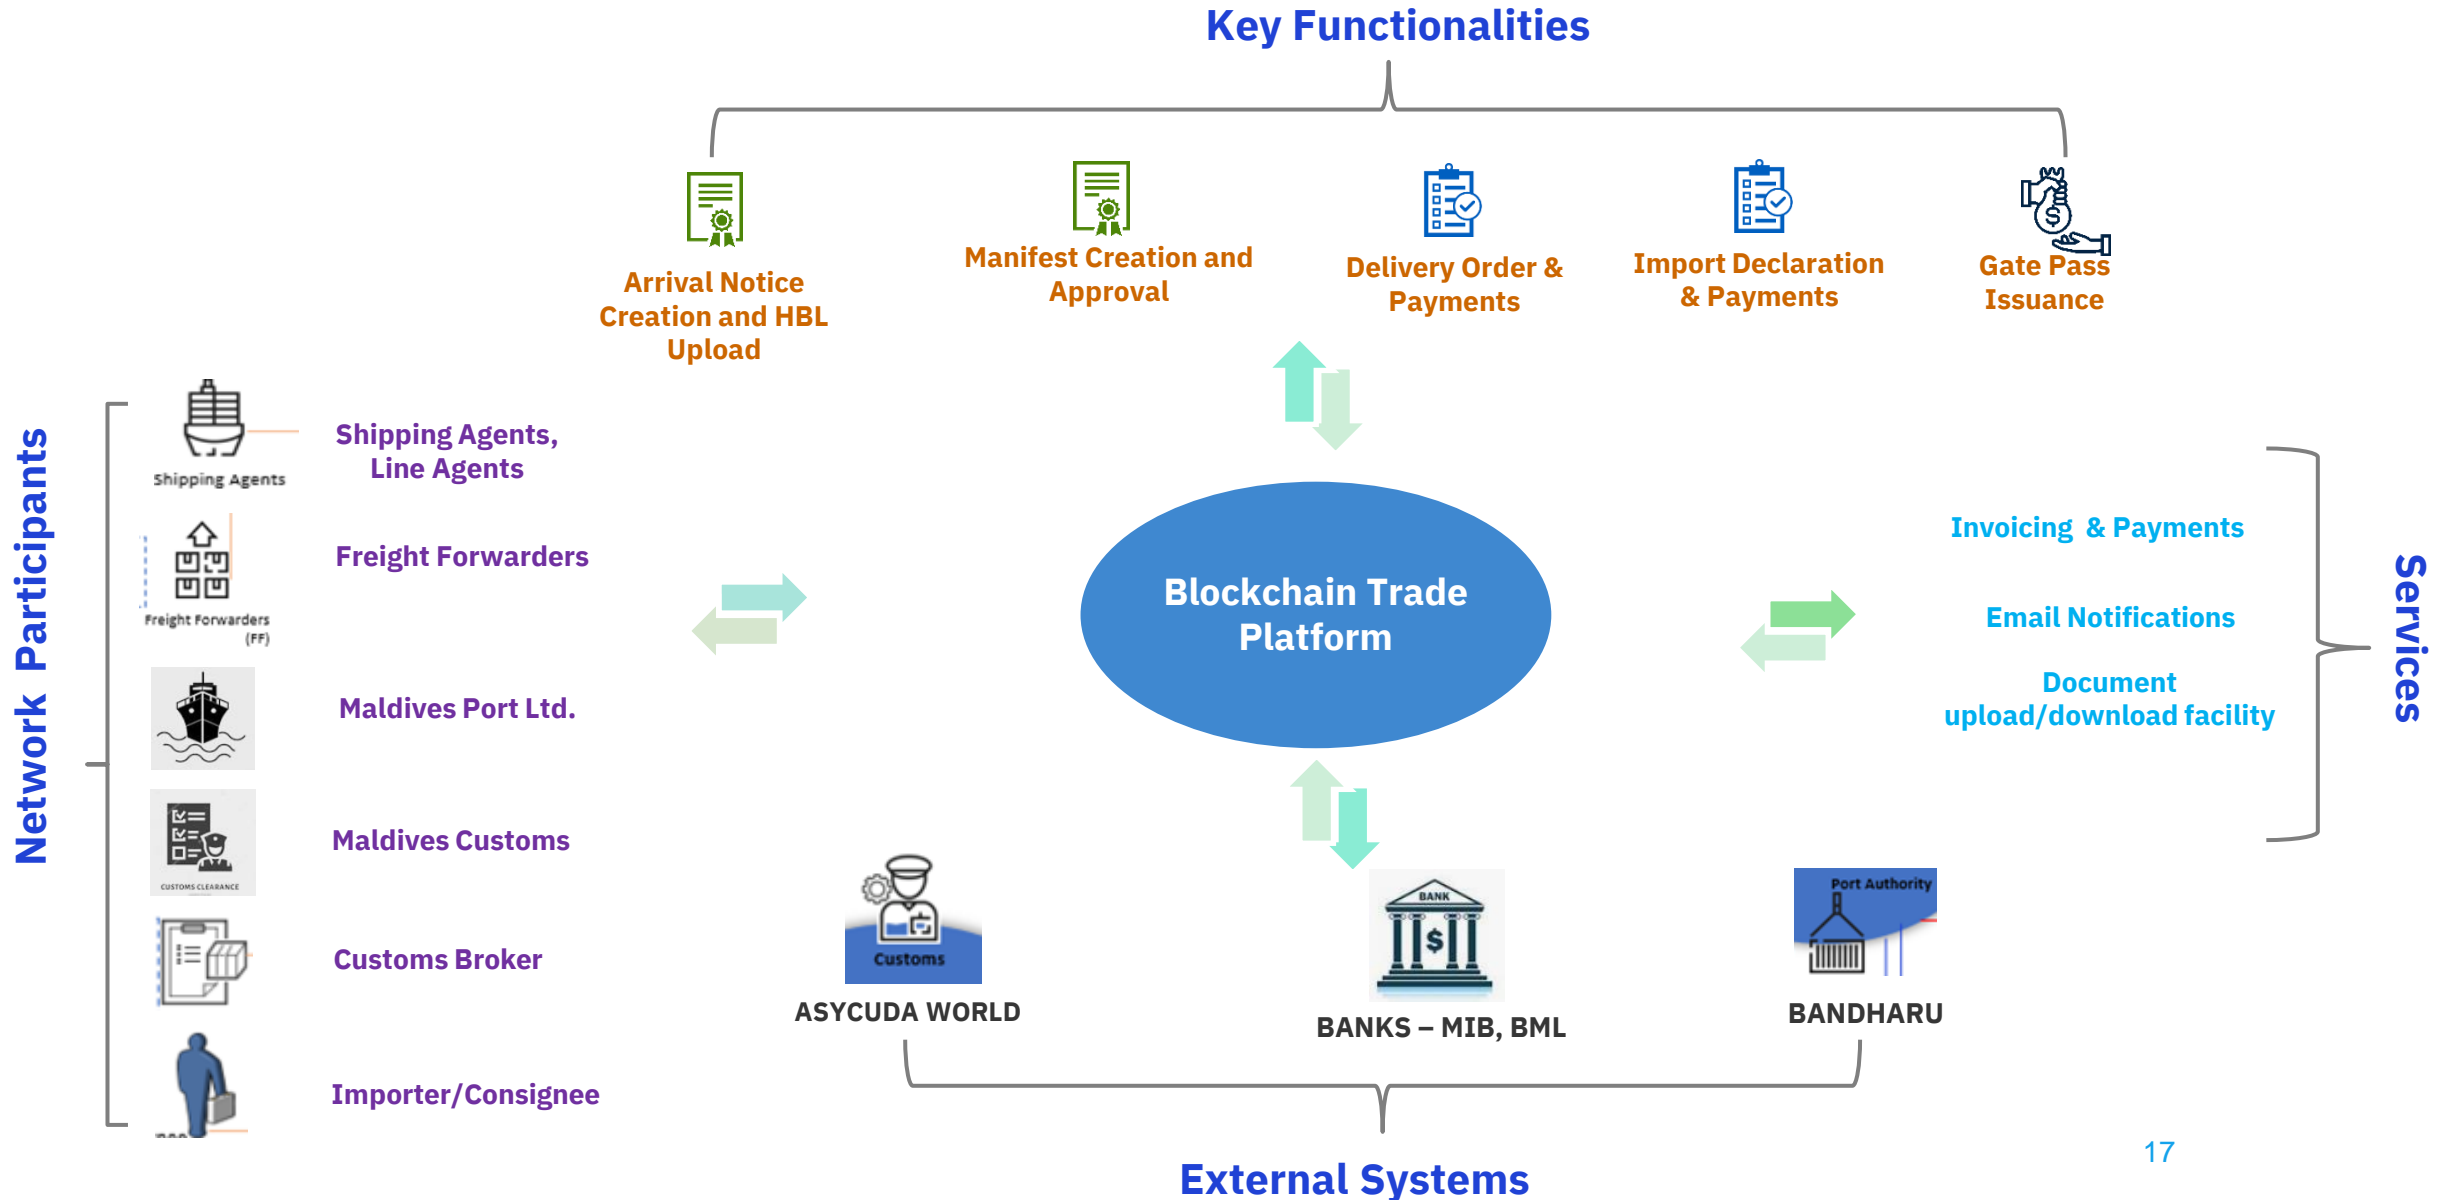 Key Functionalities
Arrival Notice
Creation and HBL
Upload
Manifest Creation and
Approval
Delivery Order &
Payments
Import Declaration
& Payments
$
Gate Pass
Issuance
Network Participants
Shipping Agents
Shipping Agents,
Line Agents
Freight Forwarders
(FF)
Freight Forwarders
Maldives Port Ltd.
CUSTOMS CLEARANCE
Maldives Customs
Customs Broker
Importer/Consignee
Blockchain Trade
Platform
Invoicing & Payments
Email Notifications
Document
upload/download facility
Services
Customs
ASYCUDA WORLD
BANK
$
BANKS – MIB, BML
Port Authority
BANDHARU
External Systems
17